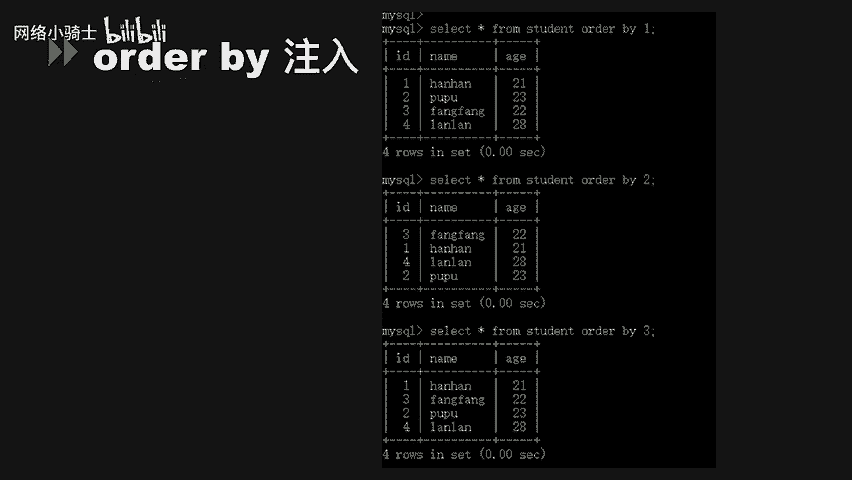 网络小骑士 bilibili
order by 注入
mysql>
mysql> select * from student order by 1;
+----+----------+-----+
| id | name     | age |
+----+----------+-----+
|  1 | hanhan   |  21 |
|  2 | pupu     |  23 |
|  3 | fangfang |  22 |
|  4 | lanlan   |  28 |
+----+----------+-----+
4 rows in set (0.00 sec)
mysql> select * from student order by 2;
+----+----------+-----+
| id | name     | age |
+----+----------+-----+
|  3 | fangfang |  22 |
|  1 | hanhan   |  21 |
|  4 | lanlan   |  28 |
|  2 | pupu     |  23 |
+----+----------+-----+
4 rows in set (0.00 sec)
mysql> select * from student order by 3;
+----+----------+-----+
| id | name     | age |
+----+----------+-----+
|  1 | hanhan   |  21 |
|  3 | fangfang |  22 |
|  2 | pupu     |  23 |
|  4 | lanlan   |  28 |
+----+----------+-----+
4 rows in set (0.00 sec)